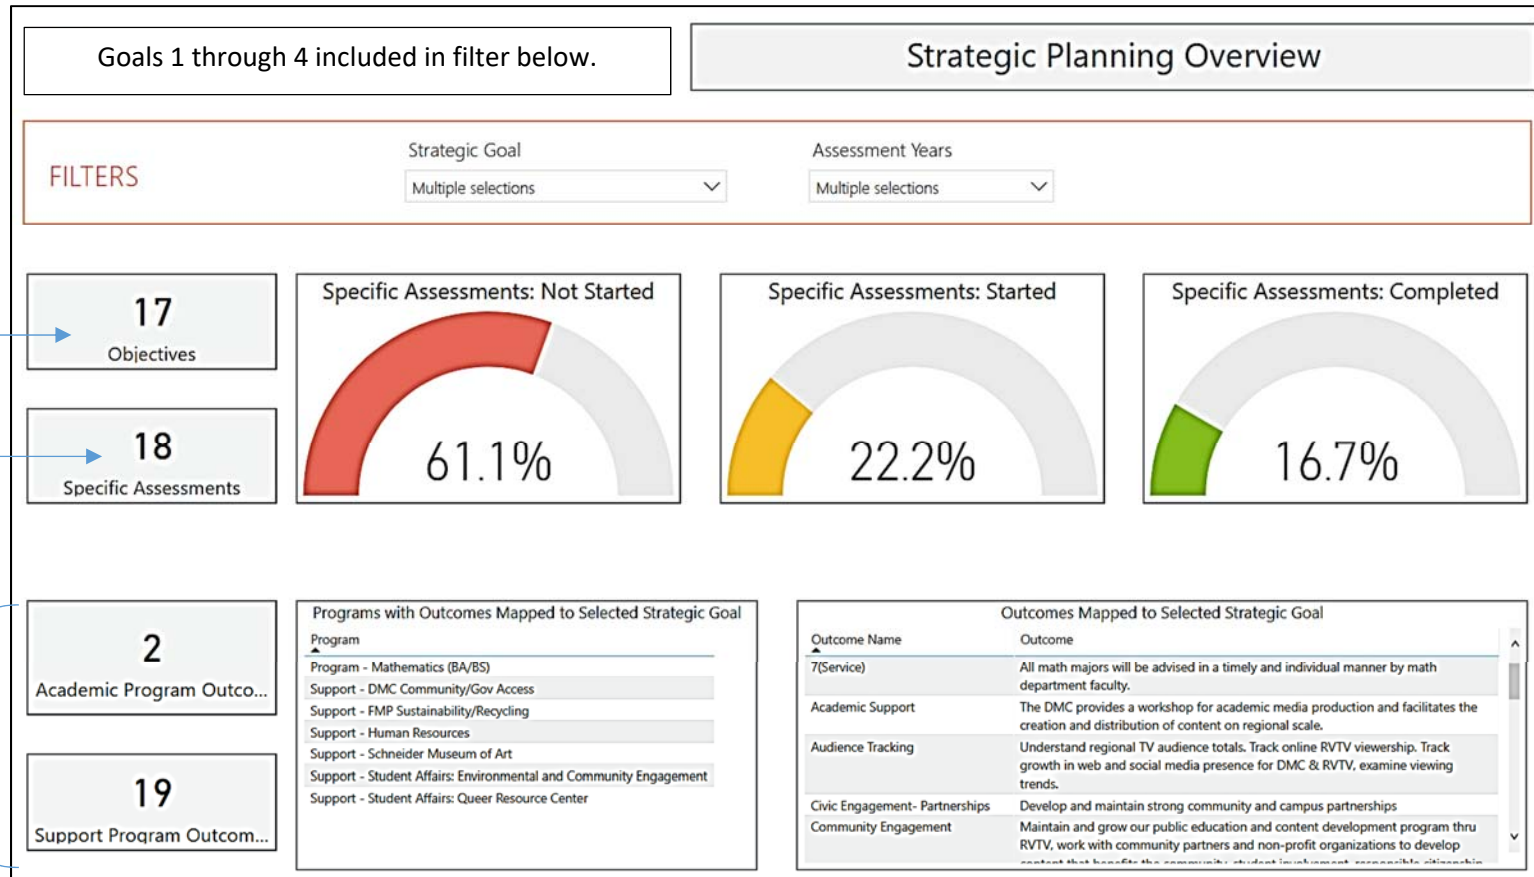 Goals 1 through 4 included in filter below.
Strategic Planning Overview
FILTERS
Strategic Goal
Multiple selections
Assessment Years
Multiple selections
17
Objectives
18
Specific Assessments
Specific Assessments: Not Started
61.1%
Specific Assessments: Started
22.2%
Specific Assessments: Completed
16.7%
2
Academic Program Outco...
19
Support Program Outcom...
Programs with Outcomes Mapped to Selected Strategic Goal
Program
Program - Mathematics (BA/BS)
Support - DMC Community/Gov Access
Support - FMP Sustainability/Recycling
Support - Human Resources
Support - Schneider Museum of Art
Support - Student Affairs: Environmental and Community Engagement
Support - Student Affairs: Queer Resource Center
Outcomes Mapped to Selected Strategic Goal
Outcome Name Outcome
7(Service) All math majors will be advised in a timely and individual manner by math
department faculty.
Academic Support The DMC provides a workshop for academic media production and facilitates the
creation and distribution of content on regional scale.
Audience Tracking Understand regional TV audience totals. Track online RVTV viewership. Track
growth in web and social media presence for DMC & RVTV, examine viewing
trends.
Civic Engagement- Partnerships Develop and maintain strong community and campus partnerships
Community Engagement Maintain and grow our public education and content development program thru
RVTV, work with community partners and non-profit organizations to develop
content that benefits the community, student involvement, responsible citizenship